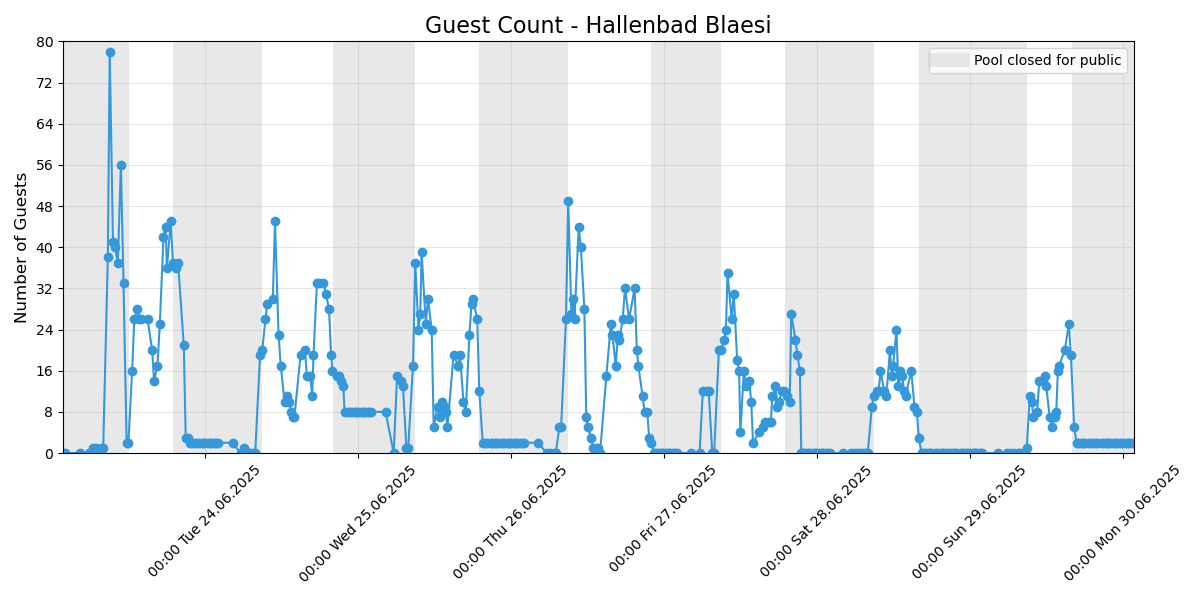 Guest Count - Hallenbad Blaesi
Pool closed for public
Number of Guests
80
72
64
56
48
40
32
24
16
8
0
00:00 Tue 24.06.2025
00:00 Wed 25.06.2025
00:00 Thu 26.06.2025
00:00 Fri 27.06.2025
00:00 Sat 28.06.2025
00:00 Sun 29.06.2025
00:00 Mon 30.06.2025